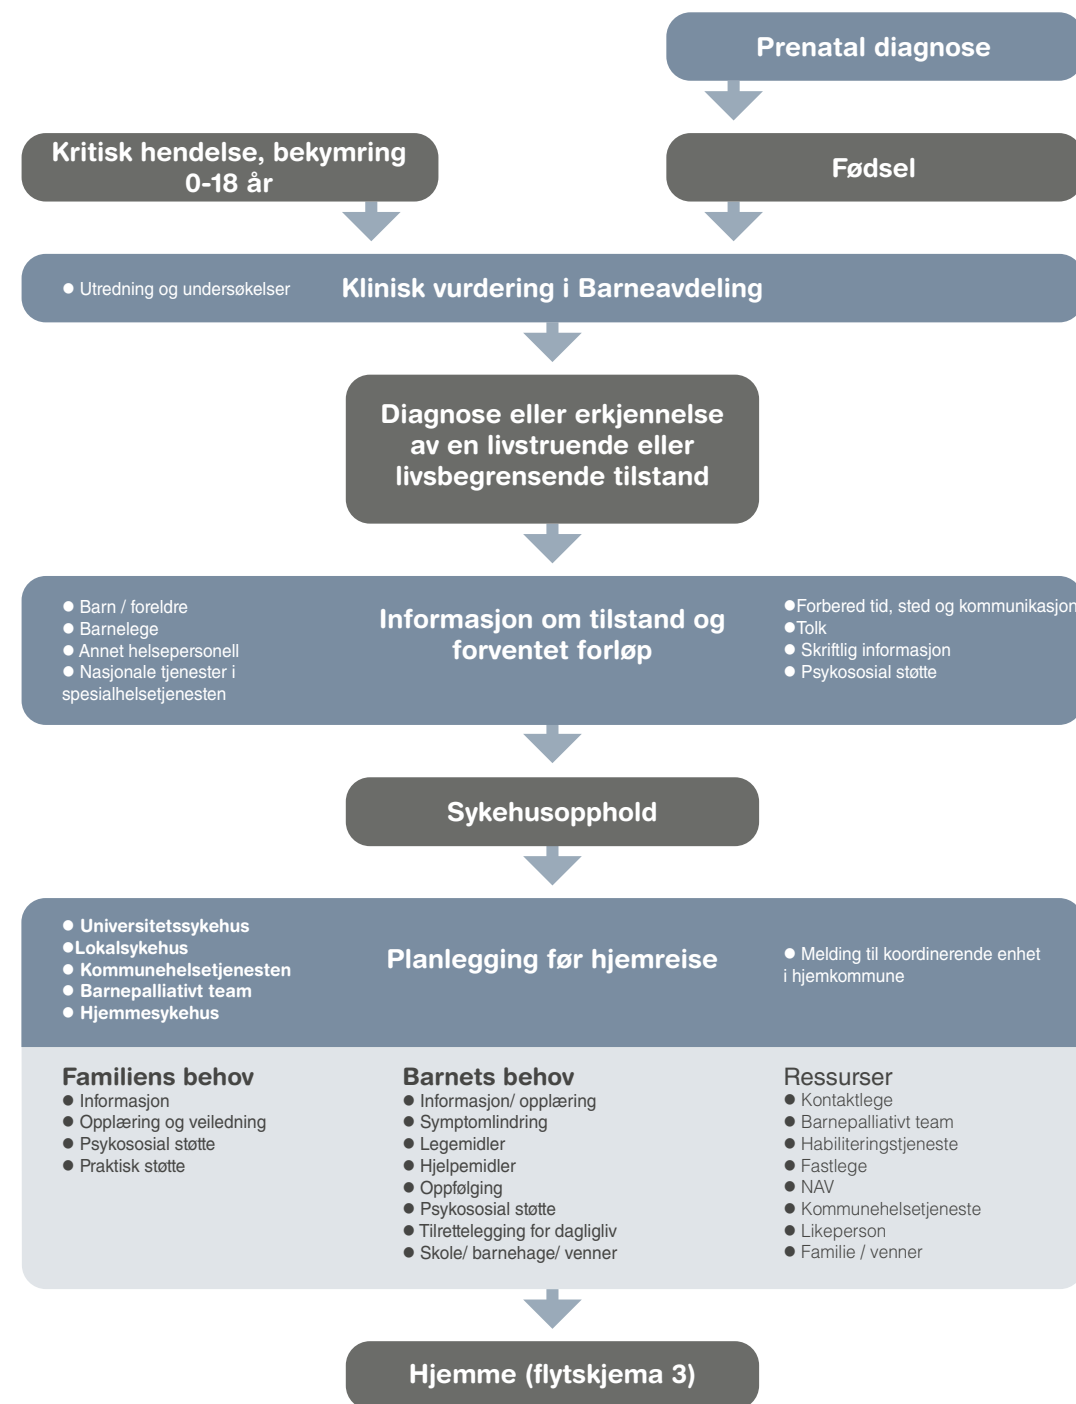 Prenatal diagnose
Kritisk hendelse, bekymring
0-18 år
Fødsel
● Utredning og undersøkelser
Klinisk vurdering i Barneavdeling
Diagnose eller erkjennelse
av en livstruende eller
livsbegrensende tilstand
● Barn / foreldre
● Barnelege
● Annet helsepersonell
● Nasjonale tjenester i
spesialhelsetjenesten
Informasjon om tilstand og
forventet forløp
●Forbered tid, sted og kommunikasjon
●Tolk
● Skriftlig informasjon
● Psykososial støtte
Sykehusopphold
● Universitetssykehus
●Lokalsykehus
● Kommunehelsetjenesten
● Barnepalliativt team
● Hjemmesykehus
Planlegging før hjemreise
● Melding til koordinerende enhet
i hjemkommune
Familiens behov
● Informasjon
● Opplæring og veiledning
● Psykososial støtte
● Praktisk støtte
Barnets behov
● Informasjon/ opplæring
● Symptomlindring
● Legemidler
● Hjelpemidler
● Oppfølging
● Psykososial støtte
● Tilrettelegging for dagligliv
● Skole/ barnehage/ venner
Ressurser
● Kontaktlege
● Barnepalliativt team
● Habiliteringstjeneste
● Fastlege
● NAV
● Kommunehelsetjeneste
● Likeperson
● Familie / venner
Hjemme (flytskjema 3)